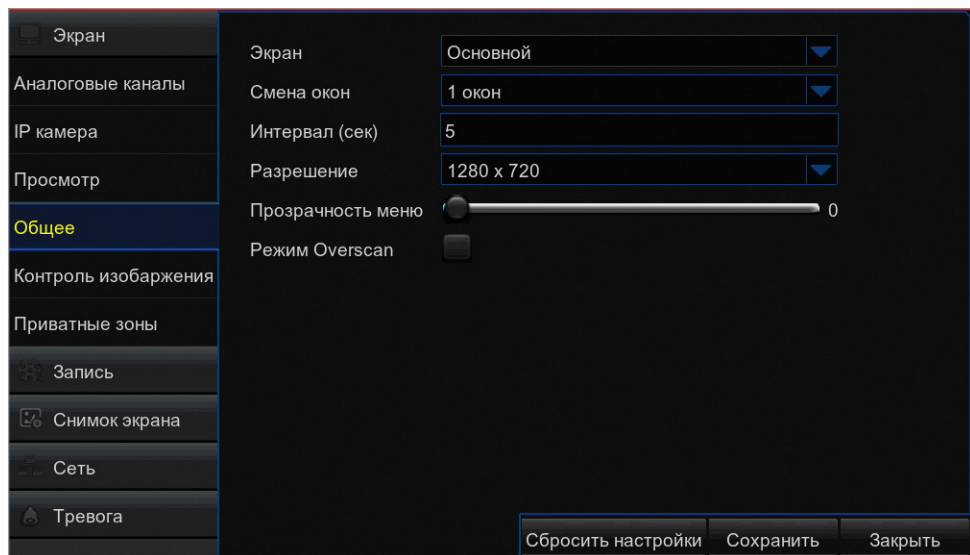 Экран
Аналоговые каналы
IP камера
Просмотр
Общее
Контроль изобаржения
Приватные зоны
Запись
Снимок экрана
Сеть
Тревога
Экран Основной
Смена окон 1 окон
Интервал (сек) 5
Разрешение 1280 x 720
Прозрачность меню 0
Режим Overscan
Сбросить настройки Сохранить Закрыть